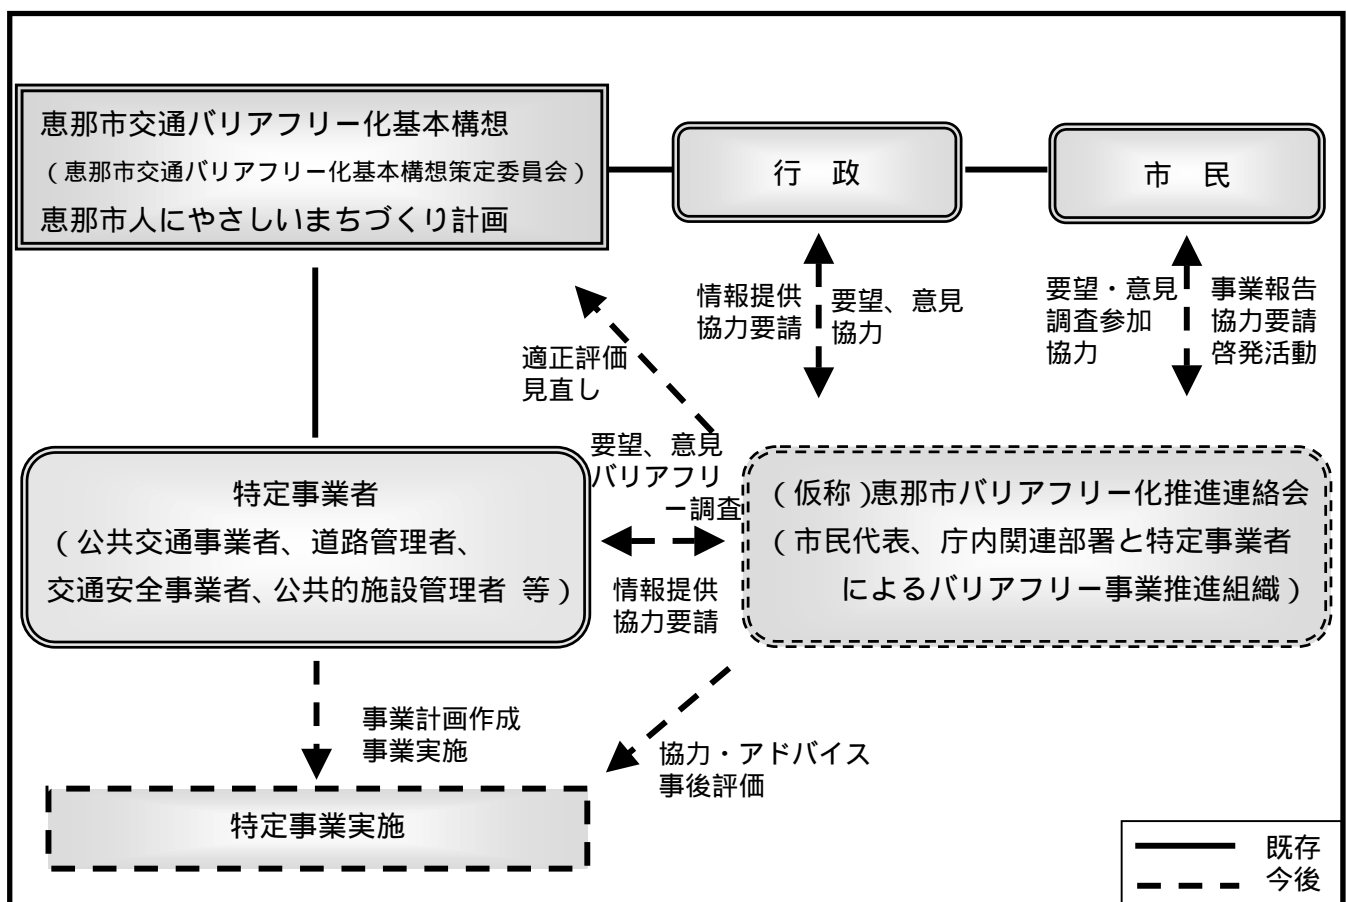 恵那市交通バリアフリー化基本構想
（恵那市交通バリアフリー化基本構想策定委員会）
恵那市人にやさしいまちづくり計画
行　政
市　民
情報提供
協力要請
要望、意見
協力
要望・意見
調査参加
協力
事業報告
協力要請
啓発活動
適正評価
見直し
要望、意見
バリアフリ
ー調査
特定事業者
（公共交通事業者、道路管理者、
交通安全事業者、公共的施設管理者 等）
情報提供
協力要請
（仮称）恵那市バリアフリー化推進連絡会
（市民代表、庁内関連部署と特定事業者
によるバリアフリー事業推進組織）
事業計画作成
事業実施
協力・アドバイス
事後評価
特定事業実施
既存
今後